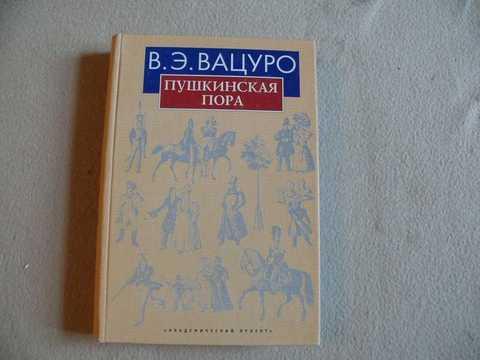 В. Э. ВАЦУРО
ПУШКИНСКАЯ
ПОРА
«АКАДЕМИЧЕСКИЙ ПРОЕКТ»